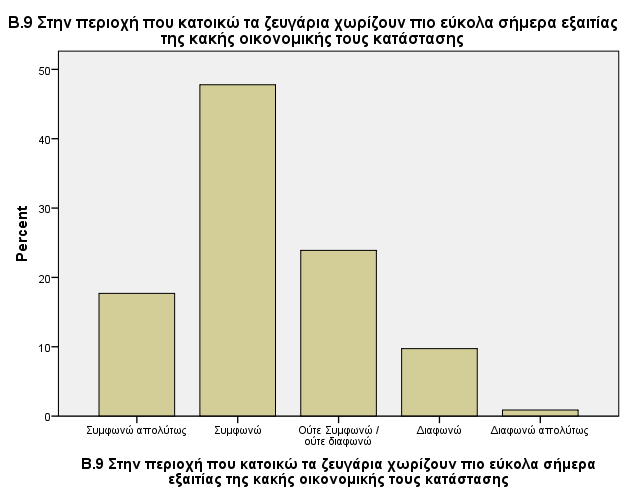 Β.9 Στην περιοχή που κατοικώ τα ζευγάρια χωρίζουν πιο εύκολα σήμερα εξαιτίας
της κακής οικονομικής τους κατάστασης
Percent
50
40
30
20
10
0
Συμφωνώ απολύτως
Συμφωνώ
Ούτε Συμφωνώ /
ούτε διαφωνώ
Διαφωνώ
Διαφωνώ απολύτως
Β.9 Στην περιοχή που κατοικώ τα ζευγάρια χωρίζουν πιο εύκολα σήμερα
εξαιτίας της κακής οικονομικής τους κατάστασης